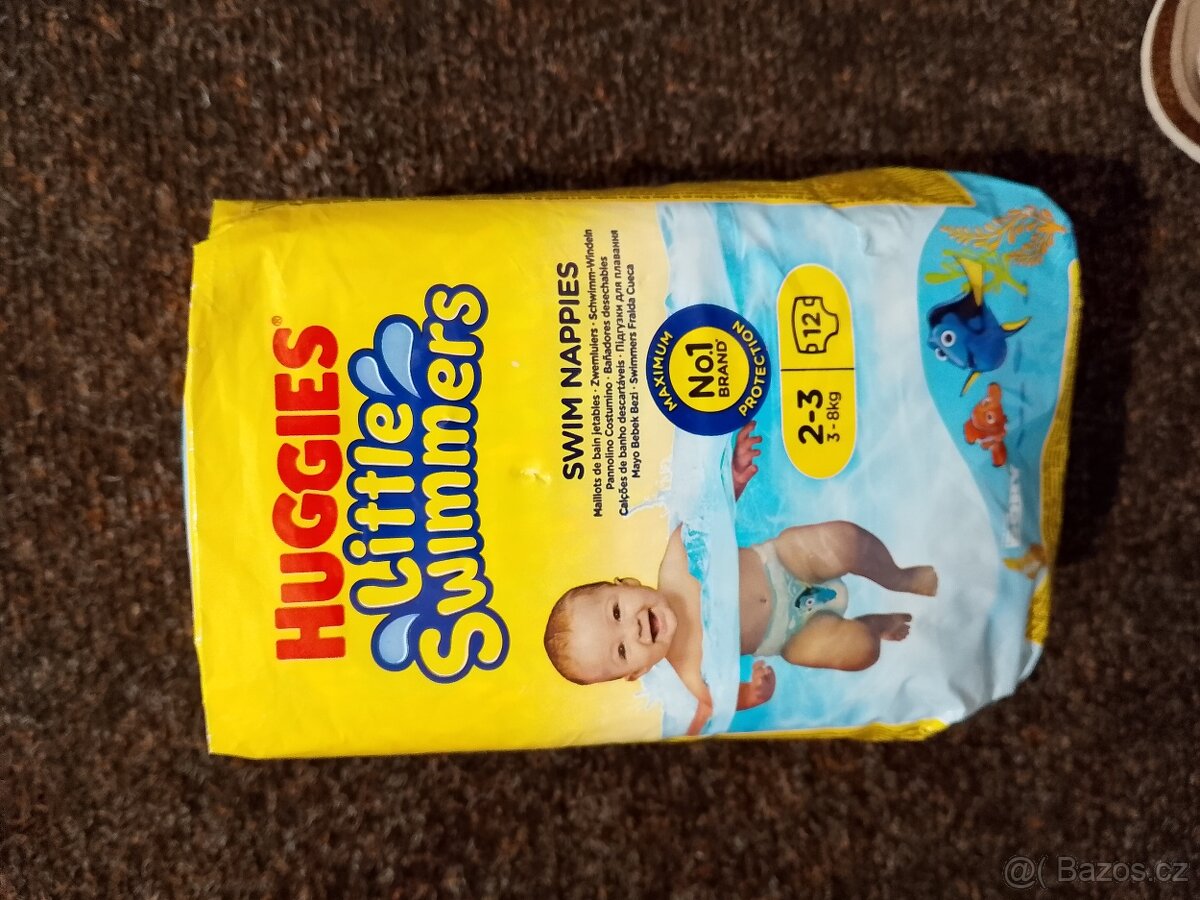 HUGGIES®
Little
Swimmers
SWIM NAPPIES
Maillots de bain jetables · Zwemluiers · Schwimm-Windeln
Pannolino Costumino · Bañadores desechables
Calções de banho descartáveis · Підгузки для плавання
Mayo Bebek Bezi · Swimmers Fralda Cueca
MAXIMUM
No.1
BRAND
PROTECTION
2-3
3-8kg
12
@( Bazos.cz